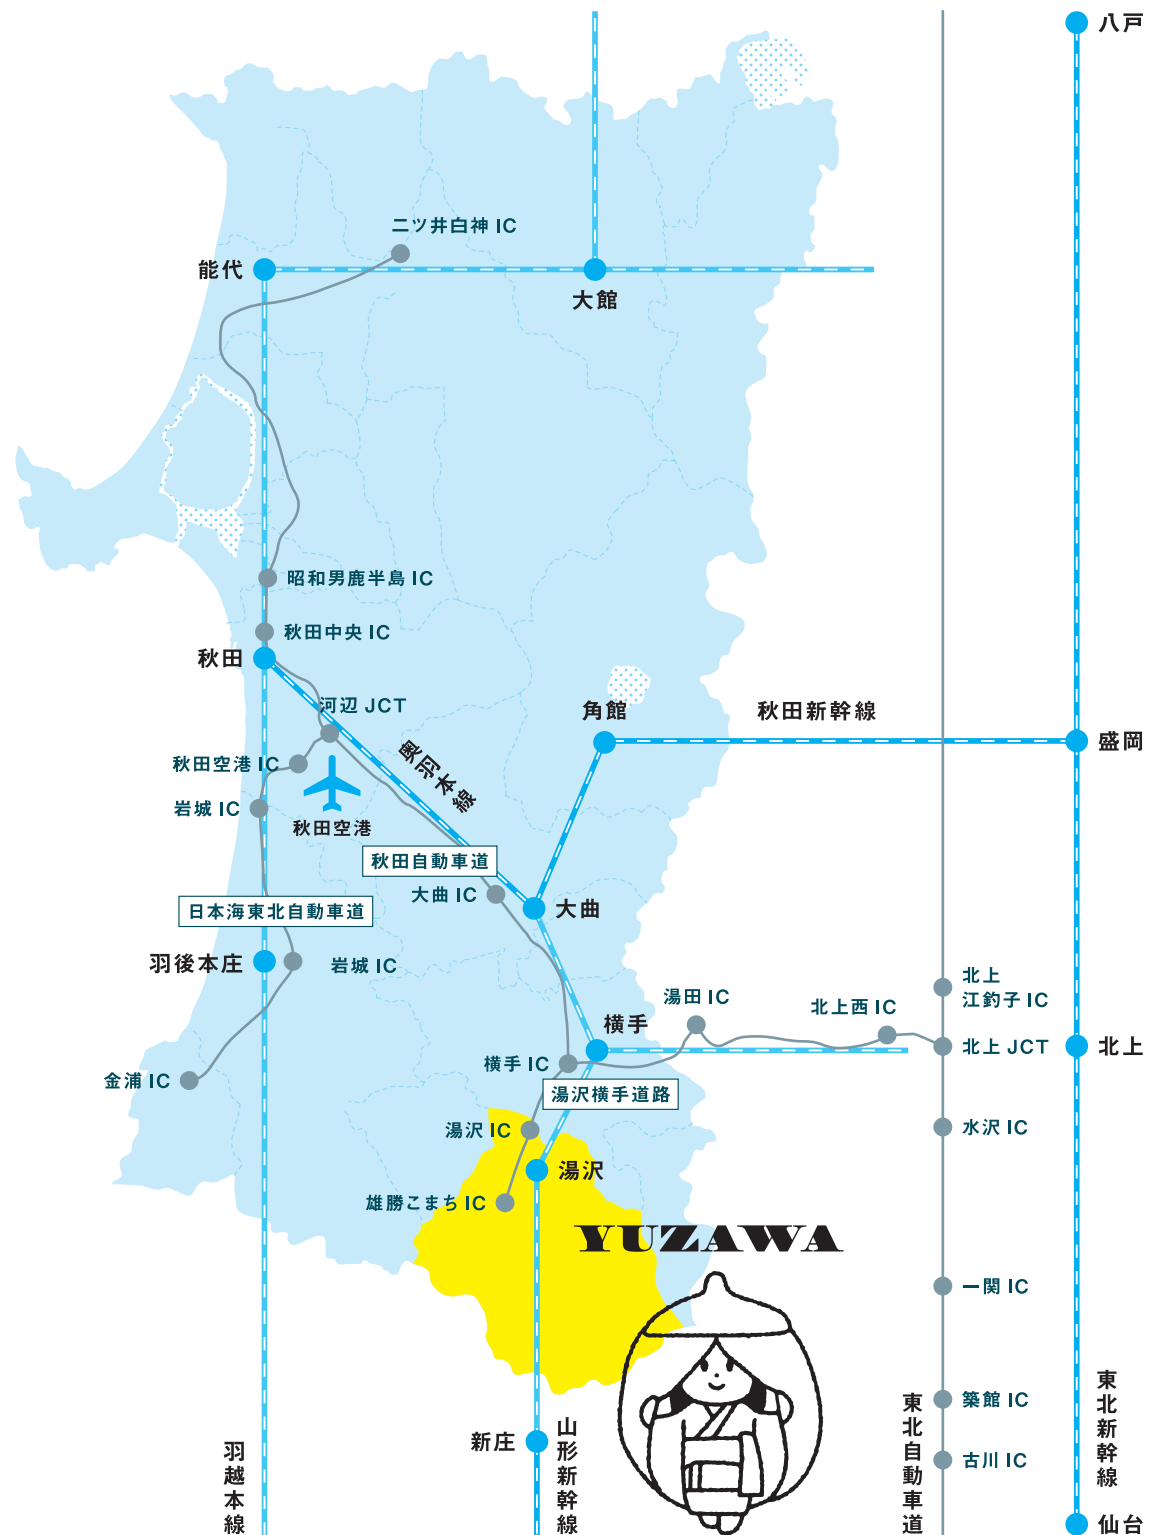 八戸
二ツ井白神 IC
能代
大館
昭和男鹿半島 IC
秋田中央 IC
秋田
河辺 JCT
角館
秋田新幹線
盛岡
奥羽本線
秋田空港 IC
岩城 IC
秋田空港
秋田自動車道
大曲 IC
大曲
日本海東北自動車道
羽後本庄
岩城 IC
北上
江釣子 IC
湯田 IC
北上西 IC
横手
北上 JCT
北上
横手 IC
金浦 IC
湯沢横手道路
湯沢 IC
水沢 IC
湯沢
雄勝こまち IC
YUZAWA
一関 IC
築館 IC
古川 IC
新庄
羽越本線
山形新幹線
東北自動車道
東北新幹線
仙台